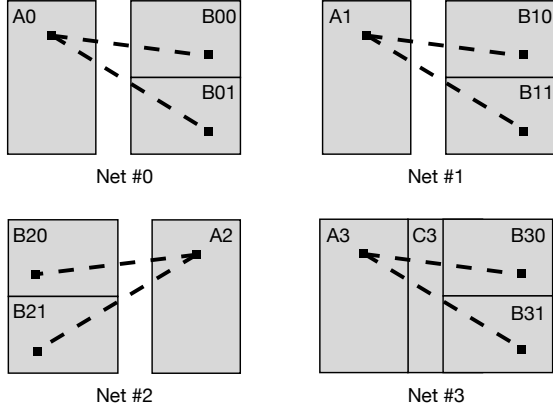 A0 B00
B01
Net #0
A1 B10
B11
Net #1
B20 A2
B21
Net #2
A3 C3 B30
B31
Net #3